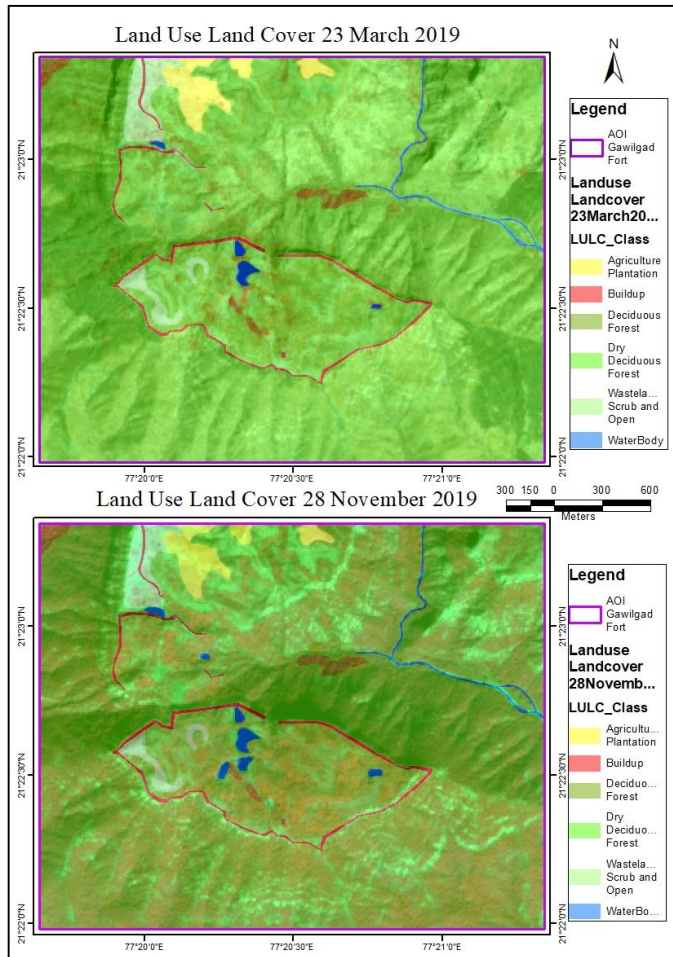 Land Use Land Cover 23 March 2019
N
21°23'0"N
21°22'30"N
21°22'0"N
77°20'0"E
77°20'30"E
77°21'0"E
Legend
AOI
Gawilgad
Fort
Landuse
Landcover
23March20...
LULC_Class
Agriculture
Plantation
Buildup
Deciduous
Forest
Dry
Deciduous
Forest
Wastela...
Scrub and
Open
WaterBody
Land Use Land Cover 28 November 2019
300 150 0 300 600
Meters
21°23'0"N
21°22'30"N
21°22'0"N
77°20'0"E
77°20'30"E
77°21'0"E
Legend
AOI
Gawilgad
Fort
Landuse
Landcover
28Novemb...
LULC_Class
Agricultu...
Plantation
Buildup
Deciduo...
Forest
Dry
Deciduo...
Forest
Wastela...
Scrub and
Open
WaterBo...